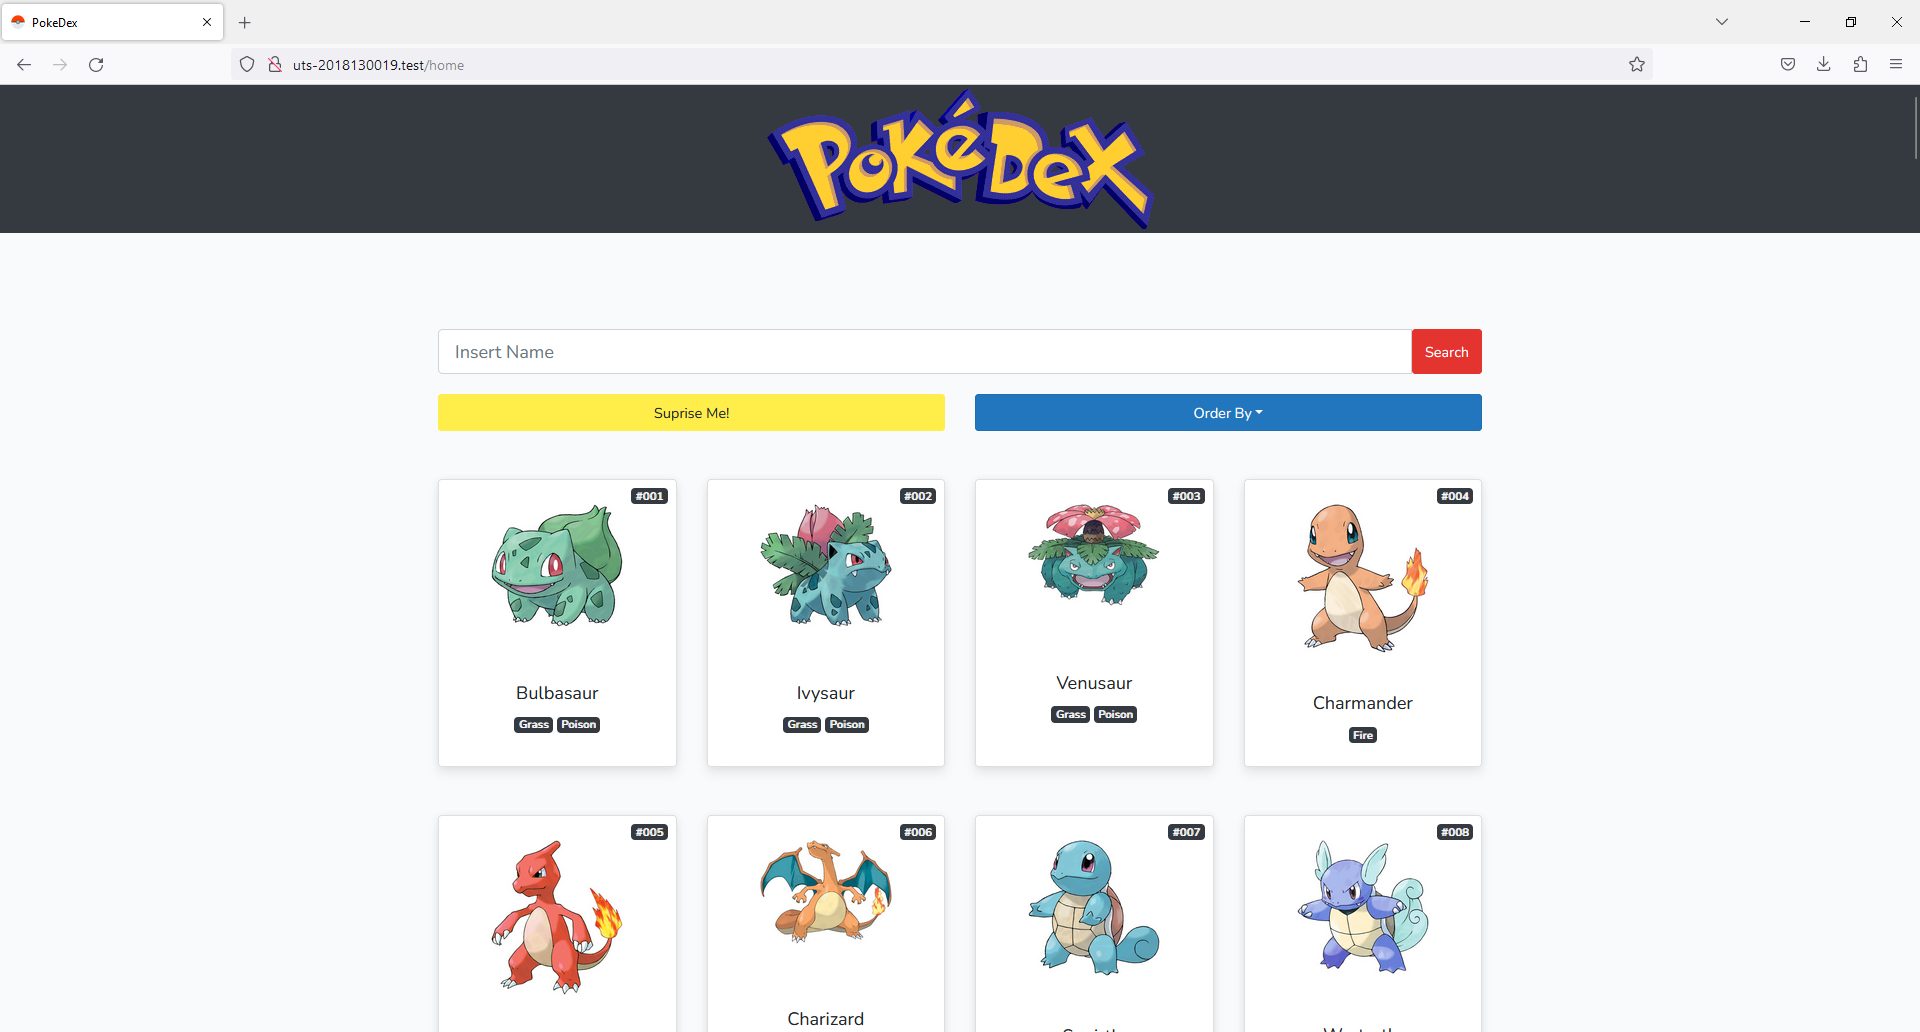 PokeDex
uts-2018130019.test/home
PokéDex
Insert Name
Search
Suprise Me!
Order By
#001
Bulbasaur
Grass Poison
#002
Ivysaur
Grass Poison
#003
Venusaur
Grass Poison
#004
Charmander
Fire
#005
#006
Charizard
#007
#008